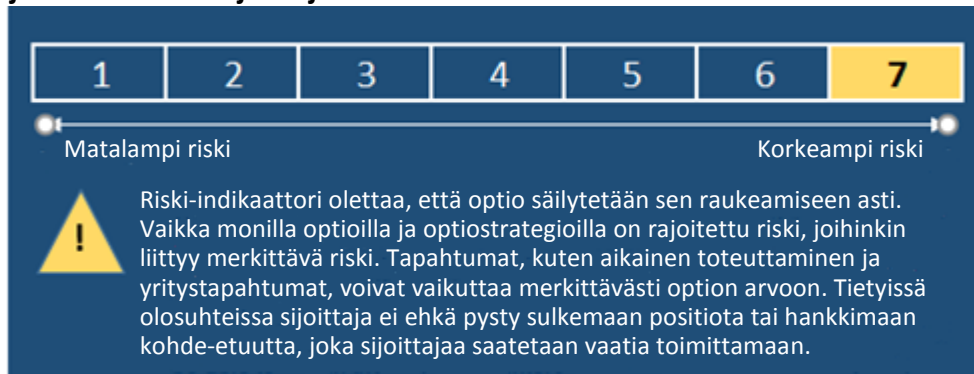 1 2 3 4 5 6 7
Matalampi riski Korkeampi riski
Riski-indikaattori olettaa, että optio säilytetään sen raukeamiseen asti.
! Vaikka monilla optioilla ja optiostrategioilla on rajoitettu riski, joihinkin
liittyy merkittävä riski. Tapahtumat, kuten aikainen toteuttaminen ja
yritystapahtumat, voivat vaikuttaa merkittävästi option arvoon. Tietyissä
olosuhteissa sijoittaja ei ehkä pysty sulkemaan positiota tai hankkimaan
kohde-etuutta, joka sijoittajaa saatetaan vaatia toimittamaan.